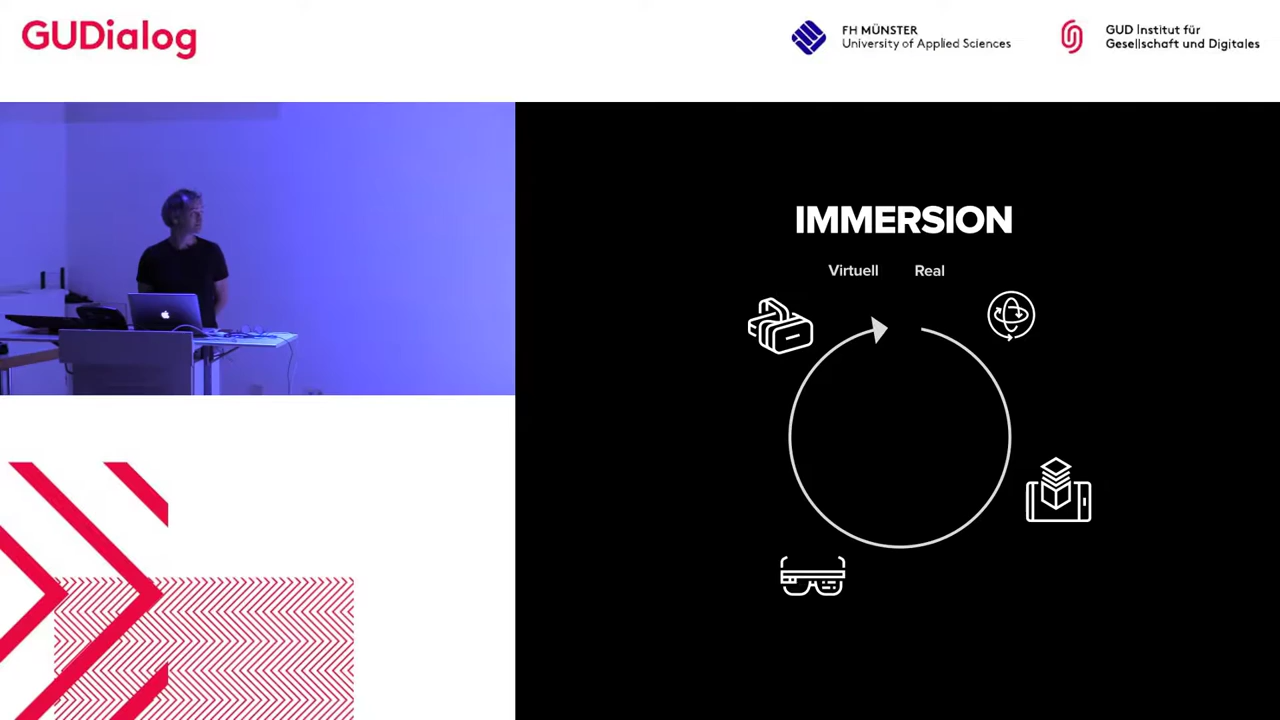 GUDialog
FH MÜNSTER
University of Applied Sciences
GUD Institut für
Gesellschaft und Digitales
IMMERSION
Virtuell Real